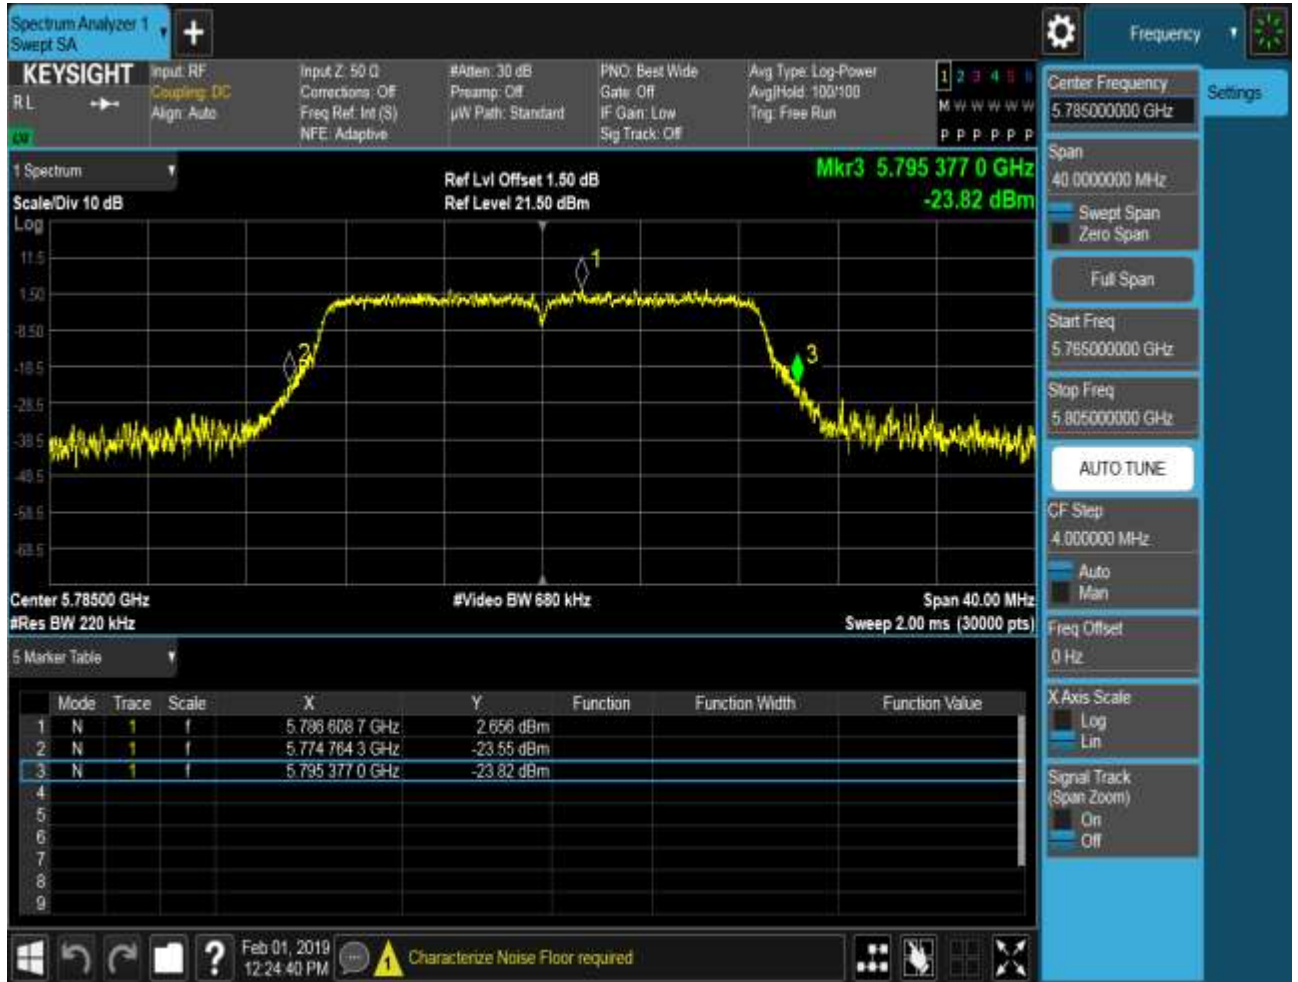 Spectrum Analyzer 1
Swept SA
+
Frequency
KEYSIGHT
RL
Input: RF
Coupling: DC
Align: Auto
Input Z: 50 Ω
Corrections: Off
Freq Ref: Int (S)
NFE: Adaptive
#Atten: 30 dB
Preamp: Off
µW Path: Standard
PNO: Best Wide
Gate: Off
IF Gain: Low
Sig Track: Off
Avg Type: Log-Power
Avg|Hold: 100/100
Trig: Free Run
1 2 3 4 5 6
M W W W W W
P P P P P P
1 Spectrum
Scale/Div 10 dB
Ref Lvl Offset 1.50 dB
Ref Level 21.50 dBm
Mkr3 5.795 377 0 GHz
-23.82 dBm
Log
11.5
1.50
-8.50
-18.5
-28.5
-38.5
-48.5
-58.5
-68.5
1
2
3
Center 5.78500 GHz
#Res BW 220 kHz
#Video BW 680 kHz
Span 40.00 MHz
Sweep 2.00 ms (30000 pts)
5 Marker Table
Mode Trace Scale X Y Function Function Width Function Value
1 N 1 f 5.786 608 7 GHz 2.656 dBm
2 N 1 f 5.774 764 3 GHz -23.55 dBm
3 N 1 f 5.795 377 0 GHz -23.82 dBm
4
5
6
7
8
9
Feb 01, 2019
12:24:40 PM
?
1
Characterize Noise Floor required
Center Frequency
5.785000000 GHz
Settings
Span
40.0000000 MHz
Swept Span
Zero Span
Full Span
Start Freq
5.765000000 GHz
Stop Freq
5.805000000 GHz
AUTO TUNE
CF Step
4.000000 MHz
Auto
Man
Freq Offset
0 Hz
X Axis Scale
Log
Lin
Signal Track
(Span Zoom)
On
Off